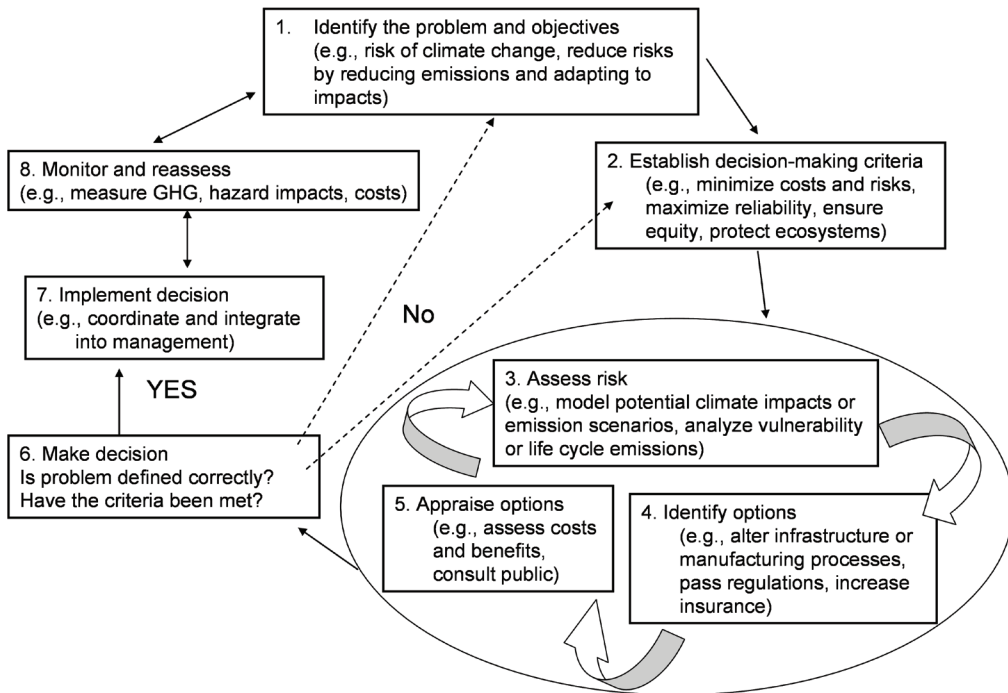 1. Identify the problem and objectives
(e.g., risk of climate change, reduce risks
by reducing emissions and adapting to
impacts)
8. Monitor and reassess
(e.g., measure GHG, hazard impacts, costs)
2. Establish decision-making criteria
(e.g., minimize costs and risks,
maximize reliability, ensure
equity, protect ecosystems)
7. Implement decision
(e.g., coordinate and integrate
into management)
No
YES
3. Assess risk
(e.g., model potential climate impacts or
emission scenarios, analyze vulnerability
or life cycle emissions)
6. Make decision
Is problem defined correctly?
Have the criteria been met?
5. Appraise options
(e.g., assess costs
and benefits,
consult public)
4. Identify options
(e.g., alter infrastructure or
manufacturing processes,
pass regulations, increase
insurance)